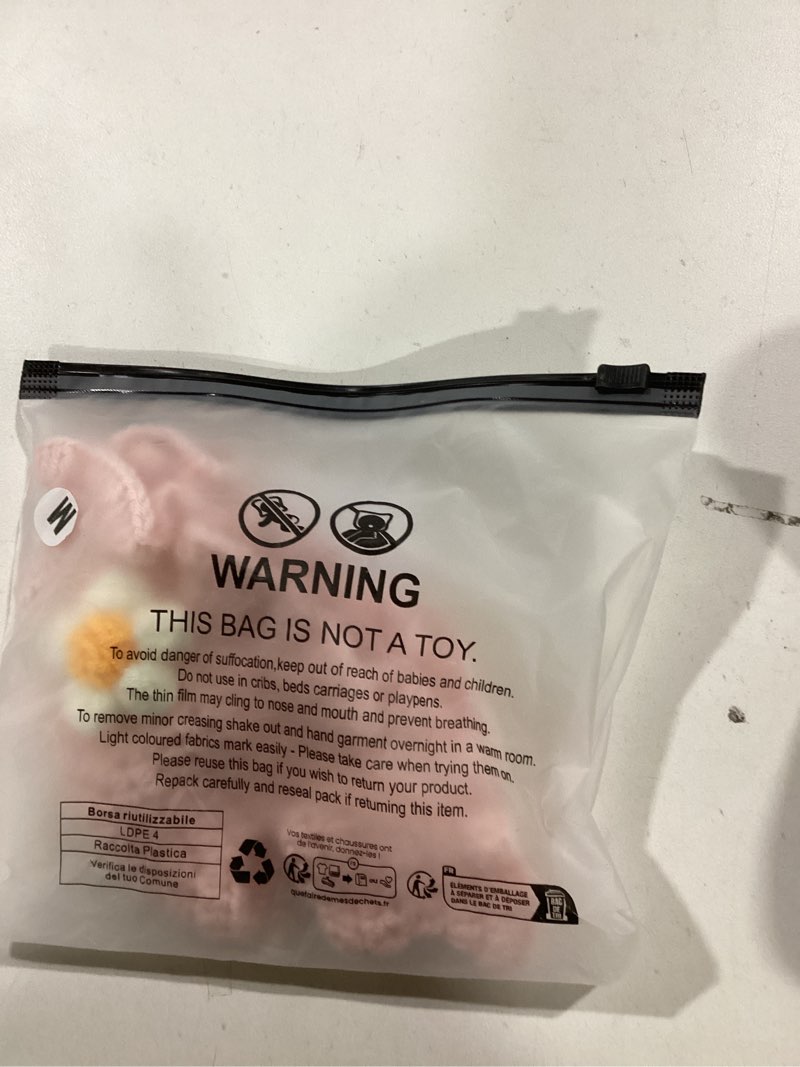 M
WARNING
THIS BAG IS NOT A TOY.
To avoid danger of suffocation,keep out of reach of babies and children.
Do not use in cribs, beds carriages or playpens.
The thin film may cling to nose and mouth and prevent breathing.
To remove minor creasing shake out and hand garment overnight in a warm room.
Light coloured fabrics mark easily - Please take care when trying them on.
Please reuse this bag if you wish to return your product.
Repack carefully and reseal pack if returning this item.
Borsa riutilizzabile
LDPE 4
Raccolta Plastica
Verifica le disposizioni
del tuo Comune
Vos textiles et chaussures ont
de l'avenir, donnez-les !
FR
OU
quefairedemesdechets.fr
FR
ÉLÉMENTS D'EMBALLAGE
À SÉPARER ET À DÉPOSER
DANS LE BAC DE TRI
BAC
DE
TRI